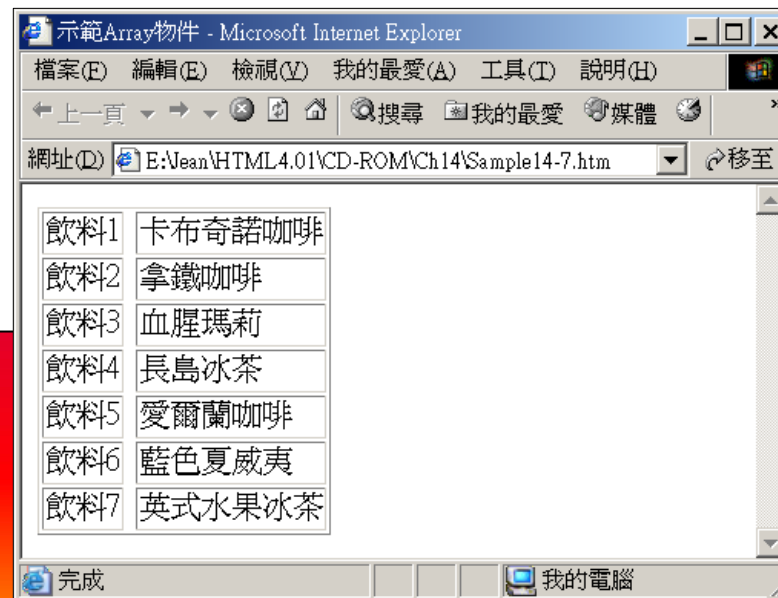 示範Array物件 - Microsoft Internet Explorer
檔案(F) 編輯(E) 檢視(V) 我的最愛(A) 工具(T) 說明(H)
上一頁 搜尋 我的最愛 媒體 »
網址(D) E:\Jean\HTML4.01\CD-ROM\Ch14\Sample14-7.htm 移至
飲料1 卡布奇諾咖啡
飲料2 拿鐵咖啡
飲料3 血腥瑪莉
飲料4 長島冰茶
飲料5 愛爾蘭咖啡
飲料6 藍色夏威夷
飲料7 英式水果冰茶
完成 我的電腦